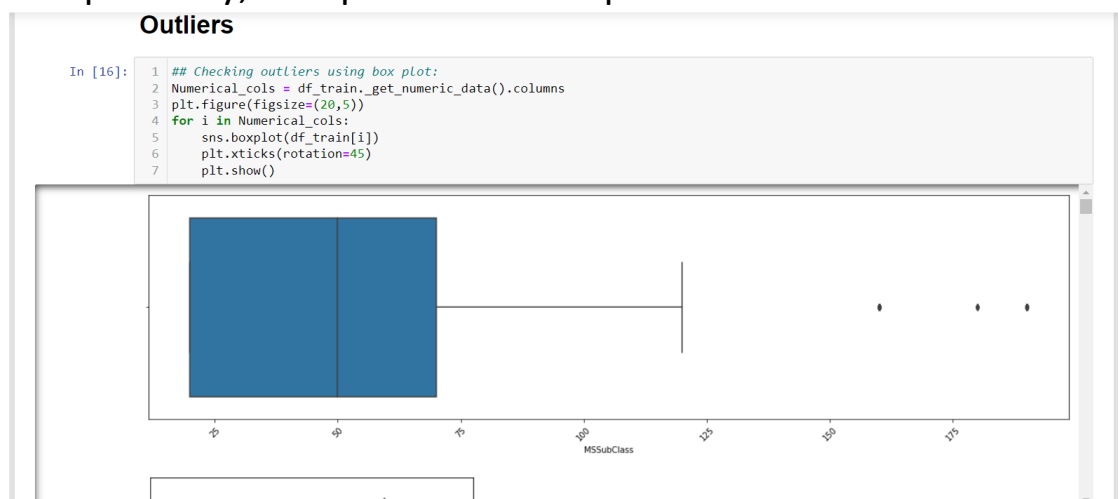 Outliers
In [16]:
1 ## Checking outliers using box plot:
2 Numerical_cols = df_train._get_numeric_data().columns
3 plt.figure(figsize=(20,5))
4 for i in Numerical_cols:
5     sns.boxplot(df_train[i])
6     plt.xticks(rotation=45)
7     plt.show()
25 50 75 100 125 150 175
MSSubClass